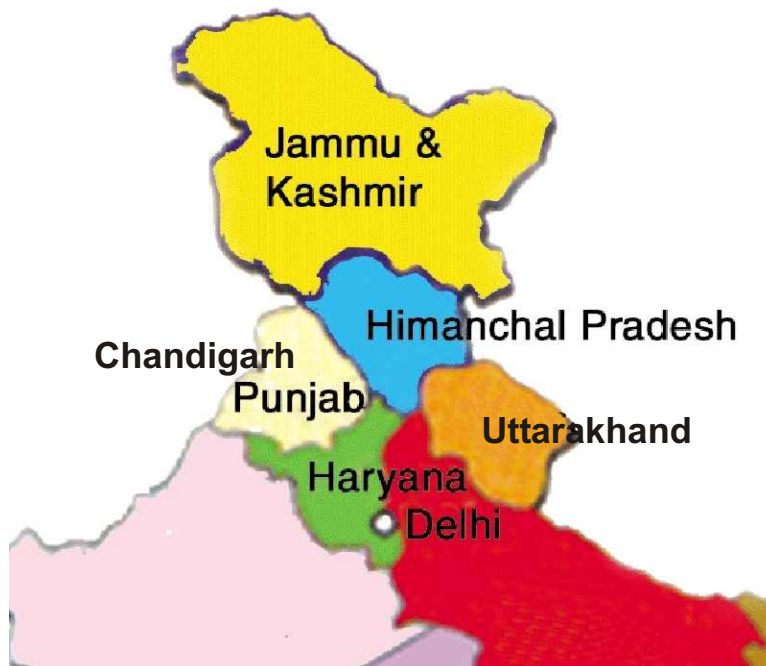 Jammu &
Kashmir
Himanchal Pradesh
Chandigarh
Punjab
Uttarakhand
Haryana
Delhi